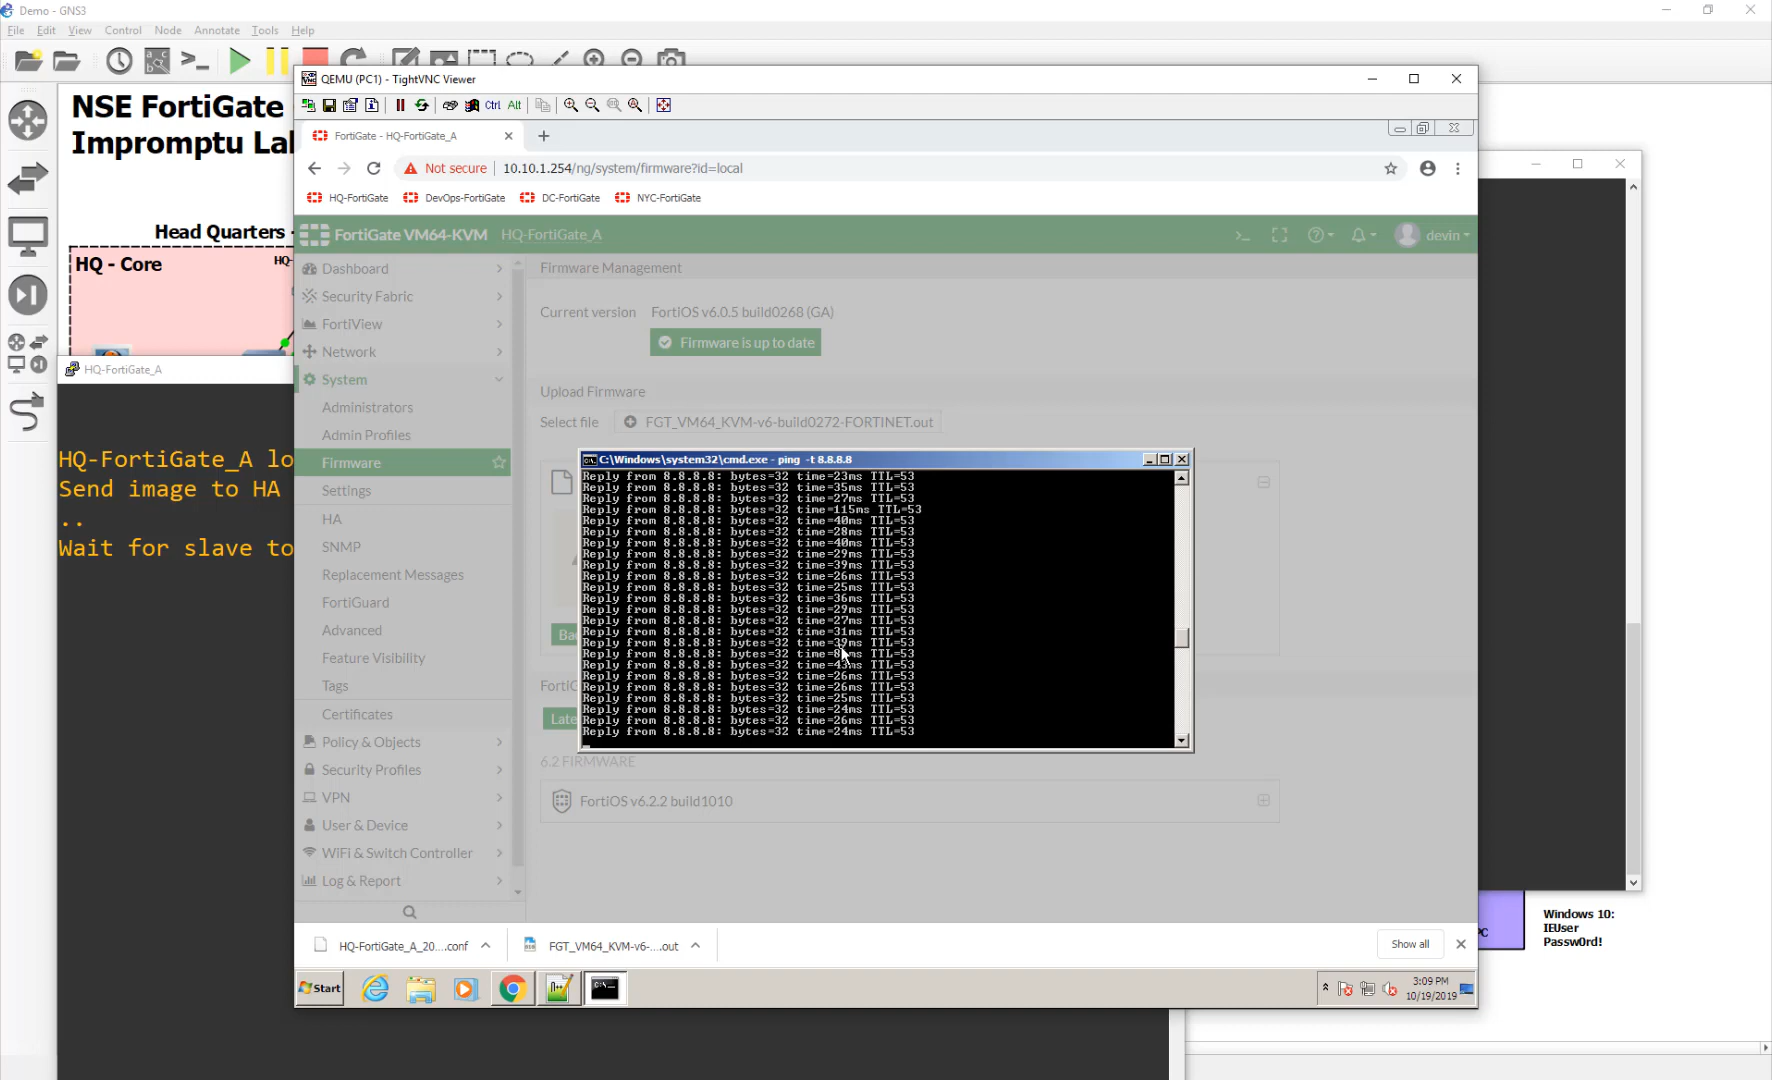 Demo - GNS3
File Edit View Control Node Annotate Tools Help
NSE FortiGate
Impromptu Lal
Head Quarters -
HQ - Core
HQ-
QEMU (PC1) - TightVNC Viewer
Ctrl Alt
FortiGate - HQ-FortiGate_A
Not secure 10.10.1.254/ng/system/firmware?id=local
HQ-FortiGate DevOps-FortiGate DC-FortiGate NYC-FortiGate
FortiGate VM64-KVM HQ-FortiGate_A
devin
Dashboard
Security Fabric
FortiView
Network
System
Administrators
Admin Profiles
Firmware
Settings
HA
SNMP
Replacement Messages
FortiGuard
Advanced
Feature Visibility
Tags
Certificates
Policy & Objects
Security Profiles
VPN
User & Device
WiFi & Switch Controller
Log & Report
Firmware Management
Current version FortiOS v6.0.5 build0268 (GA)
Firmware is up to date
Upload Firmware
Select file FGT_VM64_KVM-v6-build0272-FORTINET.out
6.2 FIRMWARE
FortiOS v6.2.2 build1010
C:\Windows\system32\cmd.exe - ping -t 8.8.8.8
Reply from 8.8.8.8: bytes=32 time=23ms TTL=53
Reply from 8.8.8.8: bytes=32 time=35ms TTL=53
Reply from 8.8.8.8: bytes=32 time=27ms TTL=53
Reply from 8.8.8.8: bytes=32 time=115ms TTL=53
Reply from 8.8.8.8: bytes=32 time=40ms TTL=53
Reply from 8.8.8.8: bytes=32 time=28ms TTL=53
Reply from 8.8.8.8: bytes=32 time=40ms TTL=53
Reply from 8.8.8.8: bytes=32 time=29ms TTL=53
Reply from 8.8.8.8: bytes=32 time=39ms TTL=53
Reply from 8.8.8.8: bytes=32 time=26ms TTL=53
Reply from 8.8.8.8: bytes=32 time=25ms TTL=53
Reply from 8.8.8.8: bytes=32 time=36ms TTL=53
Reply from 8.8.8.8: bytes=32 time=29ms TTL=53
Reply from 8.8.8.8: bytes=32 time=27ms TTL=53
Reply from 8.8.8.8: bytes=32 time=31ms TTL=53
Reply from 8.8.8.8: bytes=32 time=39ms TTL=53
Reply from 8.8.8.8: bytes=32 TTL=53
Reply from 8.8.8.8: bytes=32 time=43ms TTL=53
Reply from 8.8.8.8: bytes=32 time=26ms TTL=53
Reply from 8.8.8.8: bytes=32 time=26ms TTL=53
Reply from 8.8.8.8: bytes=32 time=25ms TTL=53
Reply from 8.8.8.8: bytes=32 time=24ms TTL=53
Reply from 8.8.8.8: bytes=32 time=26ms TTL=53
Reply from 8.8.8.8: bytes=32 time=24ms TTL=53
HQ-FortiGate_A_20....conf FGT_VM64_KVM-v6-....out Show all
Start
3:09 PM
10/19/2019
HQ-FortiGate_A
HQ-FortiGate_A lo
Send image to HA
..
Wait for slave to
PC
Windows 10:
IEUser
Passw0rd!